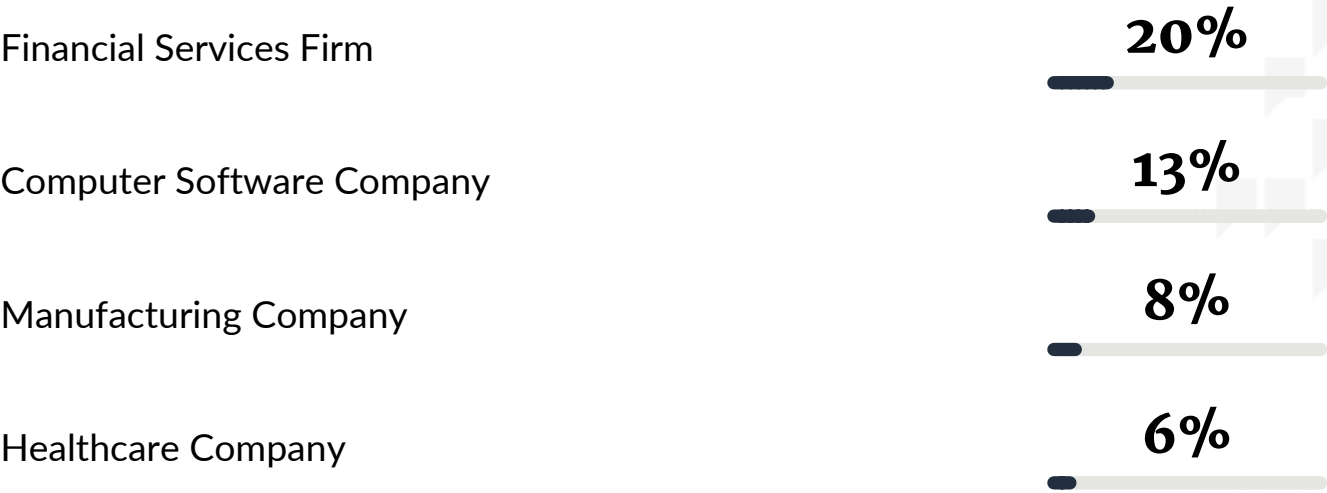 Financial Services Firm 20%
Computer Software Company 13%
Manufacturing Company 8%
Healthcare Company 6%